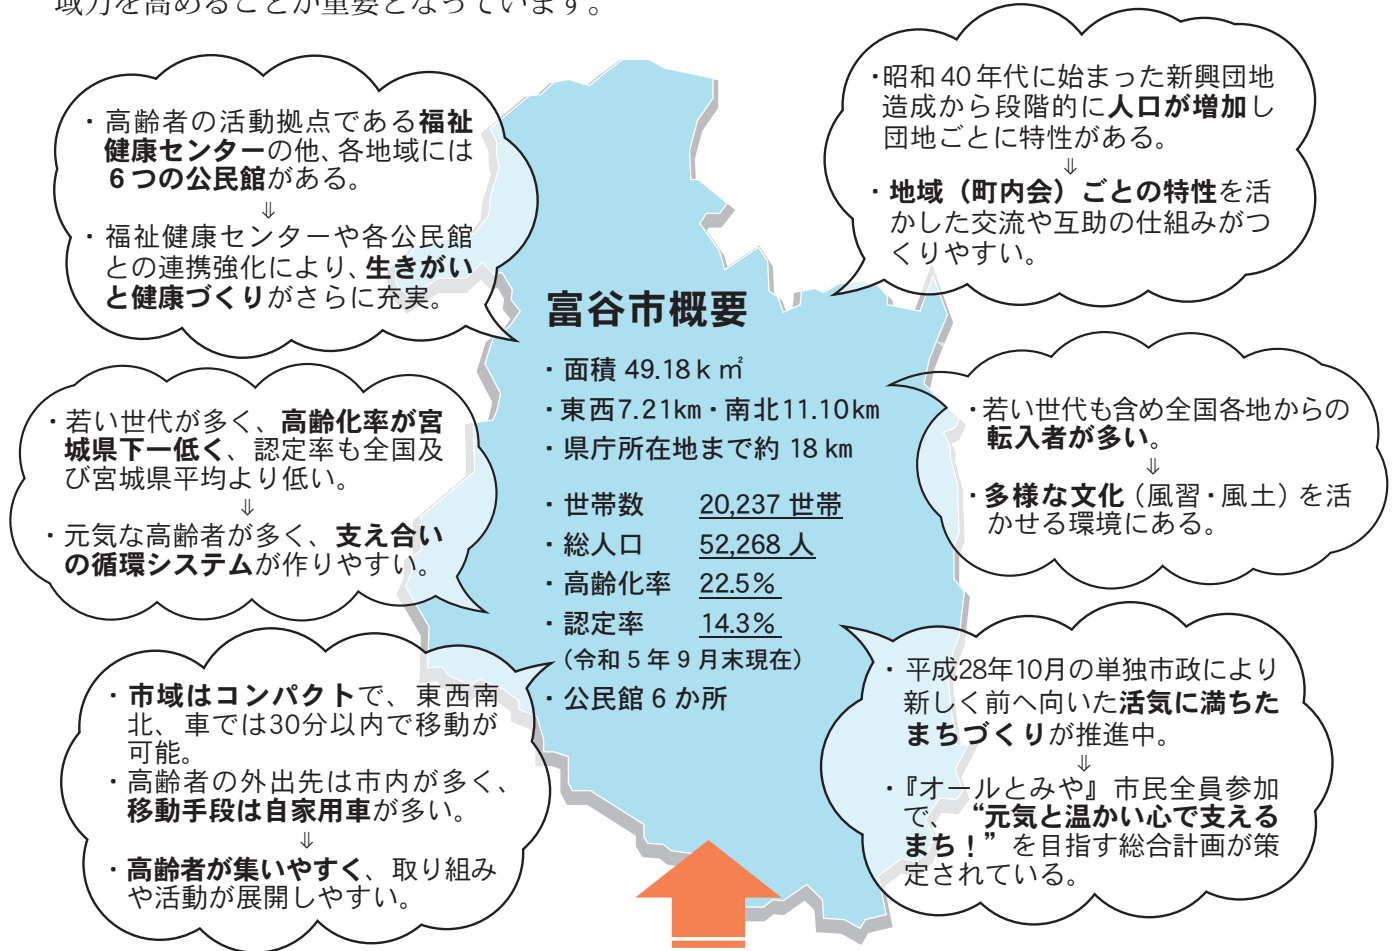 域力を高めることが重要となっています。
・高齢者の活動拠点である福祉
健康センターの他、各地域には
６つの公民館がある。
⇓
・福祉健康センターや各公民館
との連携強化により、生きがい
と健康づくりがさらに充実。
・昭和40年代に始まった新興団地
造成から段階的に人口が増加し
団地ごとに特性がある。
⇓
・地域（町内会）ごとの特性を活
かした交流や互助の仕組みがつ
くりやすい。
・若い世代が多く、高齢化率が宮
城県下一低く、認定率も全国及
び宮城県平均より低い。
⇓
・元気な高齢者が多く、支え合い
の循環システムが作りやすい。
富谷市概要
・面積 49.18ｋ㎡
・東西7.21km・南北11.10km
・県庁所在地まで約 18 km
・世帯数 20,237 世帯
・総人口 52,268 人
・高齢化率 22.5％
・認定率 14.3％
（令和５年９月末現在）
・公民館６か所
・若い世代も含め全国各地からの
転入者が多い。
⇓
・多様な文化（風習・風土）を活
かせる環境にある。
・市域はコンパクトで、東西南
北、車では30分以内で移動が
可能。
・高齢者の外出先は市内が多く、
移動手段は自家用車が多い。
⇓
・高齢者が集いやすく、取り組み
や活動が展開しやすい。
・平成28年10月の単独市政により
新しく前へ向いた活気に満ちた
まちづくりが推進中。
⇓
・『オールとみや』市民全員参加
で、“元気と温かい心で支える
まち！”を目指す総合計画が策
定されている。